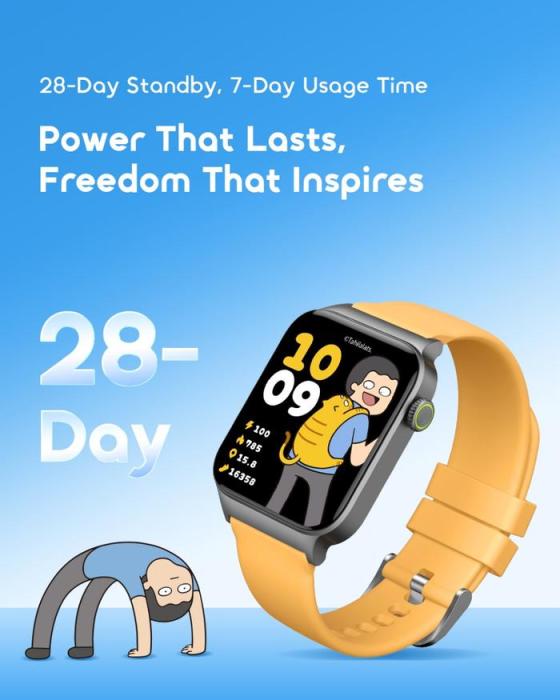 28-Day Standby, 7-Day Usage Time
Power That Lasts,
Freedom That Inspires
28-
Day
©Tahilalats
10
09
100
785
15.8
16358